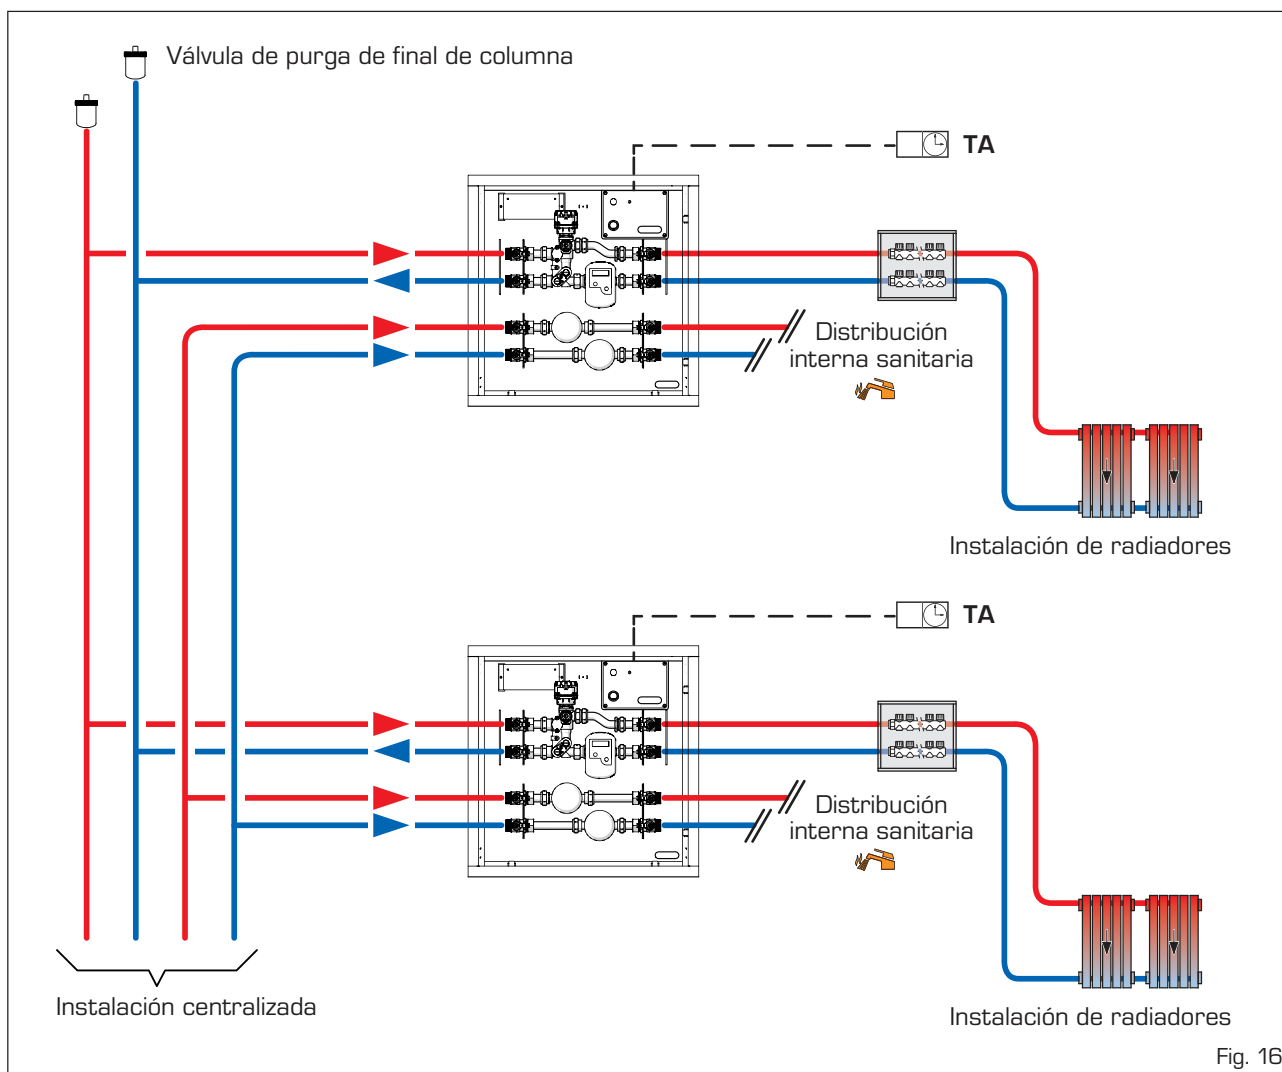 Válvula de purga de final de columna
TA
Distribución
interna sanitaria
Instalación de radiadores
TA
Distribución
interna sanitaria
Instalación centralizada
Instalación de radiadores
Fig. 16